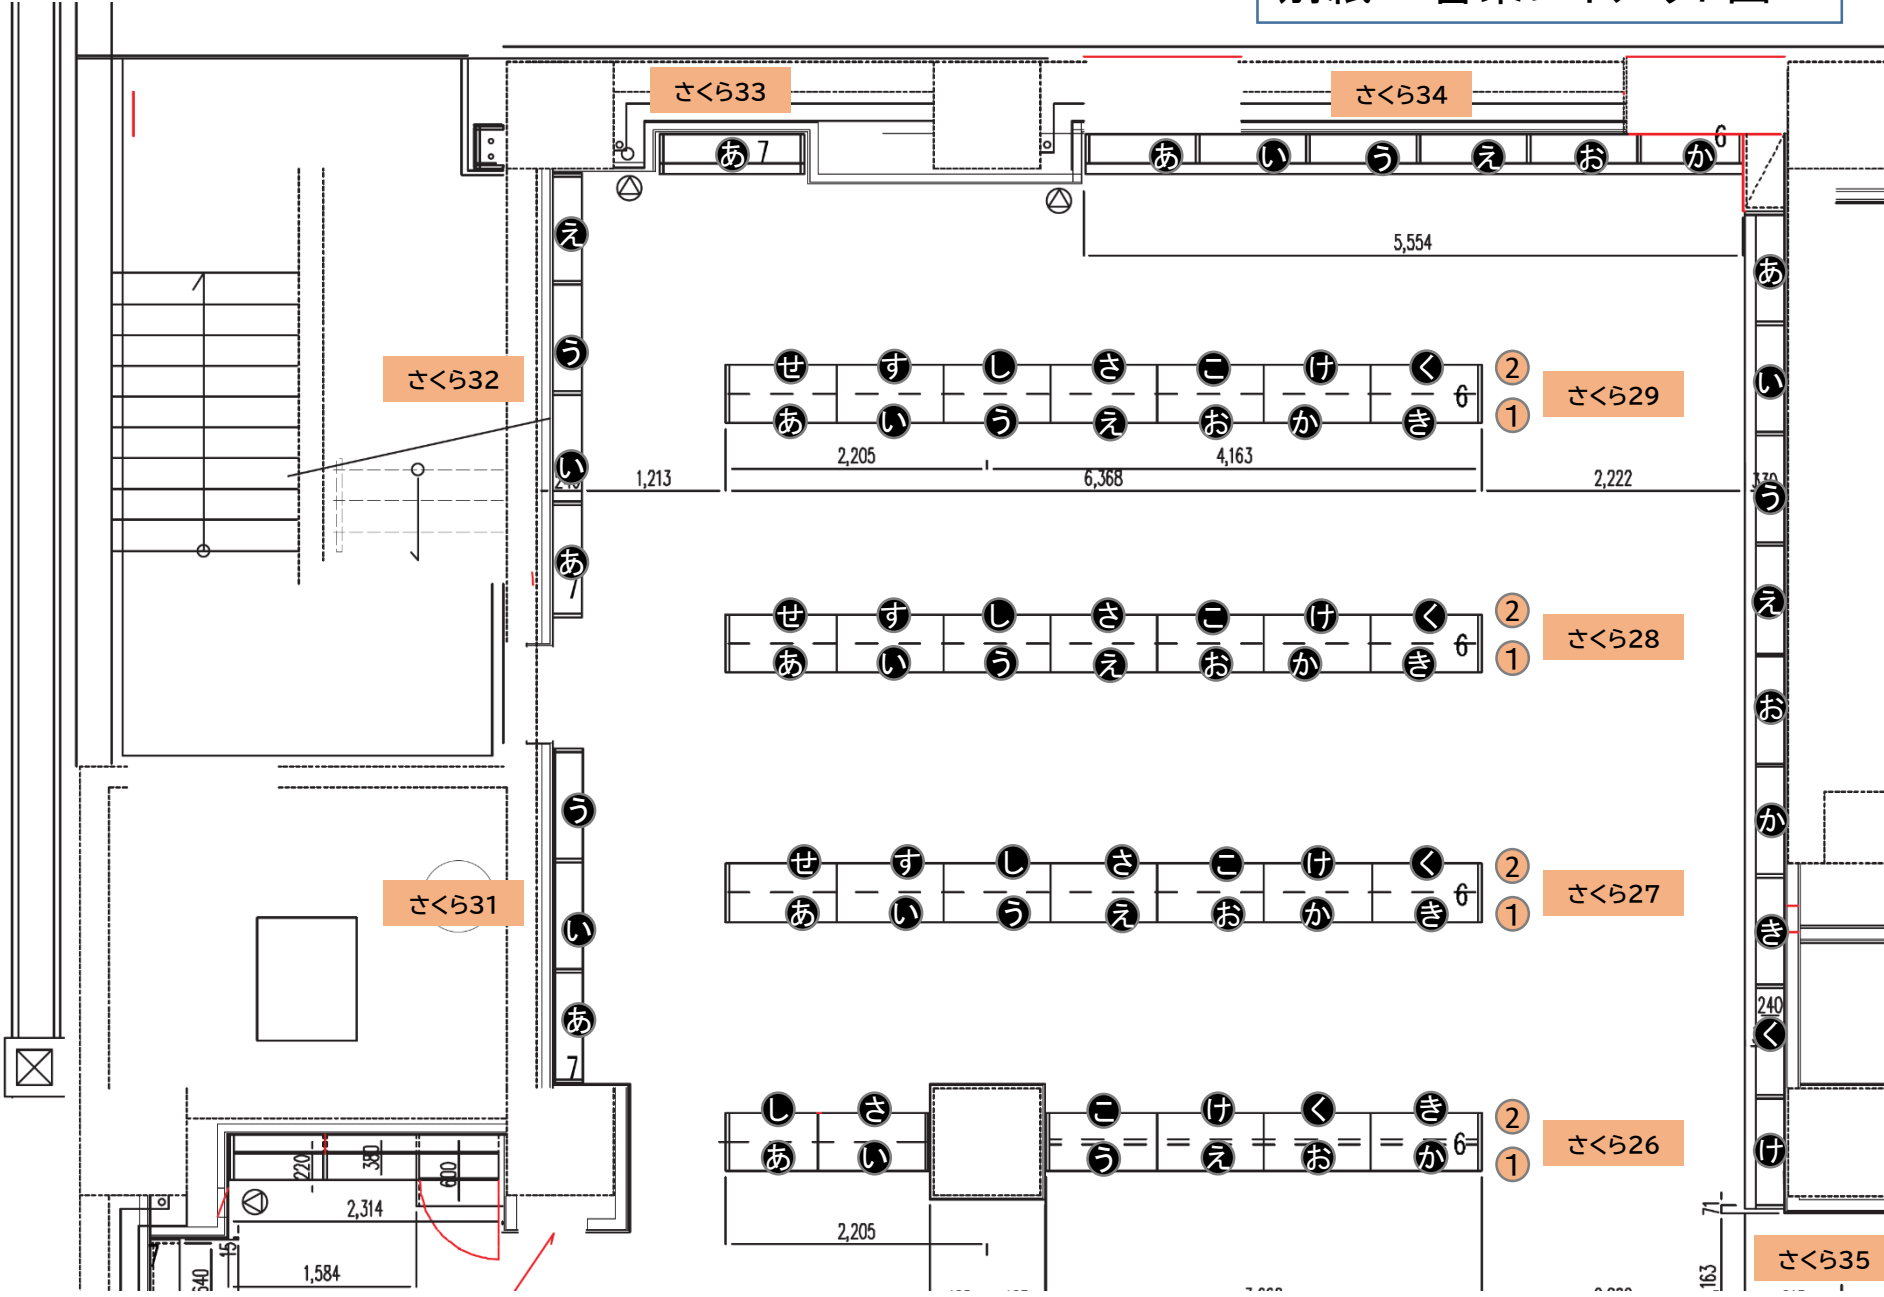 さくら33
さくら34
あ 7
あ い う え お か 6
5,554
え
う
い
あ
7
さくら32
せ す し さ こ け く 2
あ い う え お か き 6 1
さくら29
2,205
4,163
1,213
6,368
2,222
せ す し さ こ け く 2
あ い う え お か き 6 1
さくら28
う
い
あ
7
さくら31
せ す し さ こ け く 2
あ い う え お か き 6 1
さくら27
し さ こ け く き 2
あ い う え お か 6 1
さくら26
あ
い
う
え
お
か
き
240
く
け
220
380
600
2,314
15
1,584
640
2,205
71
163
さくら35